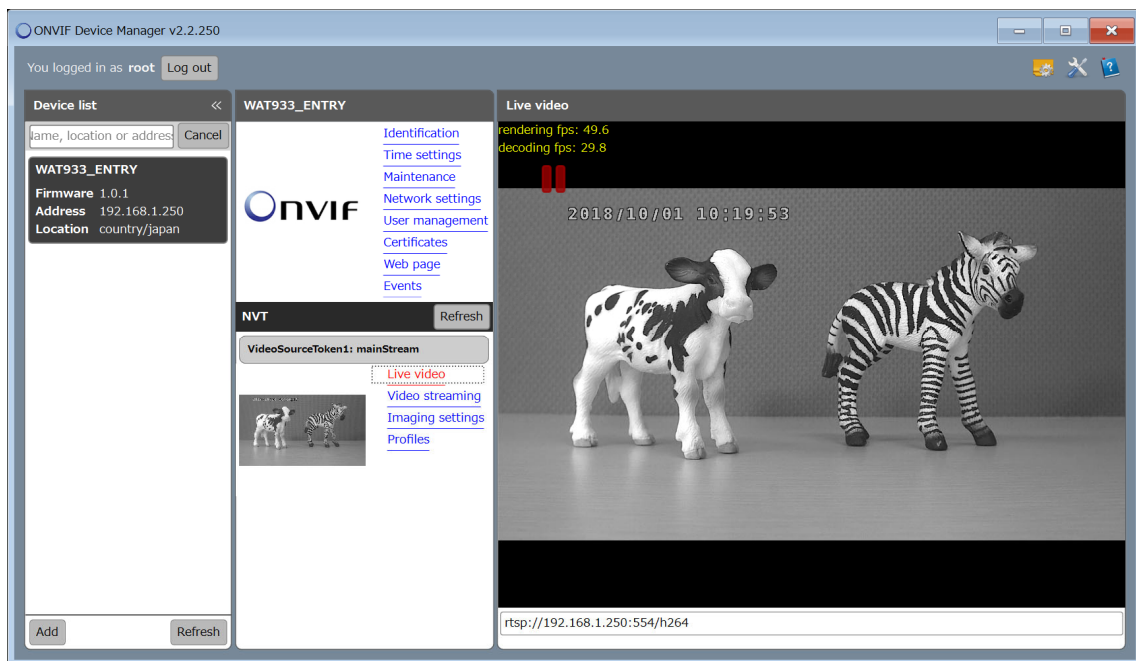 ONVIF Device Manager v2.2.250
You logged in as root Log out
Device list
Name, location or address Cancel
WAT933_ENTRY
Firmware 1.0.1
Address 192.168.1.250
Location country/japan
Add Refresh
WAT933_ENTRY
ONVIF
Identification
Time settings
Maintenance
Network settings
User management
Certificates
Web page
Events
NVT Refresh
VideoSourceToken1: mainStream
Live video
Video streaming
Imaging settings
Profiles
Live video
rendering fps: 49.6
decoding fps: 29.8
2018/10/01 10:19:53
rtsp://192.168.1.250:554/h264